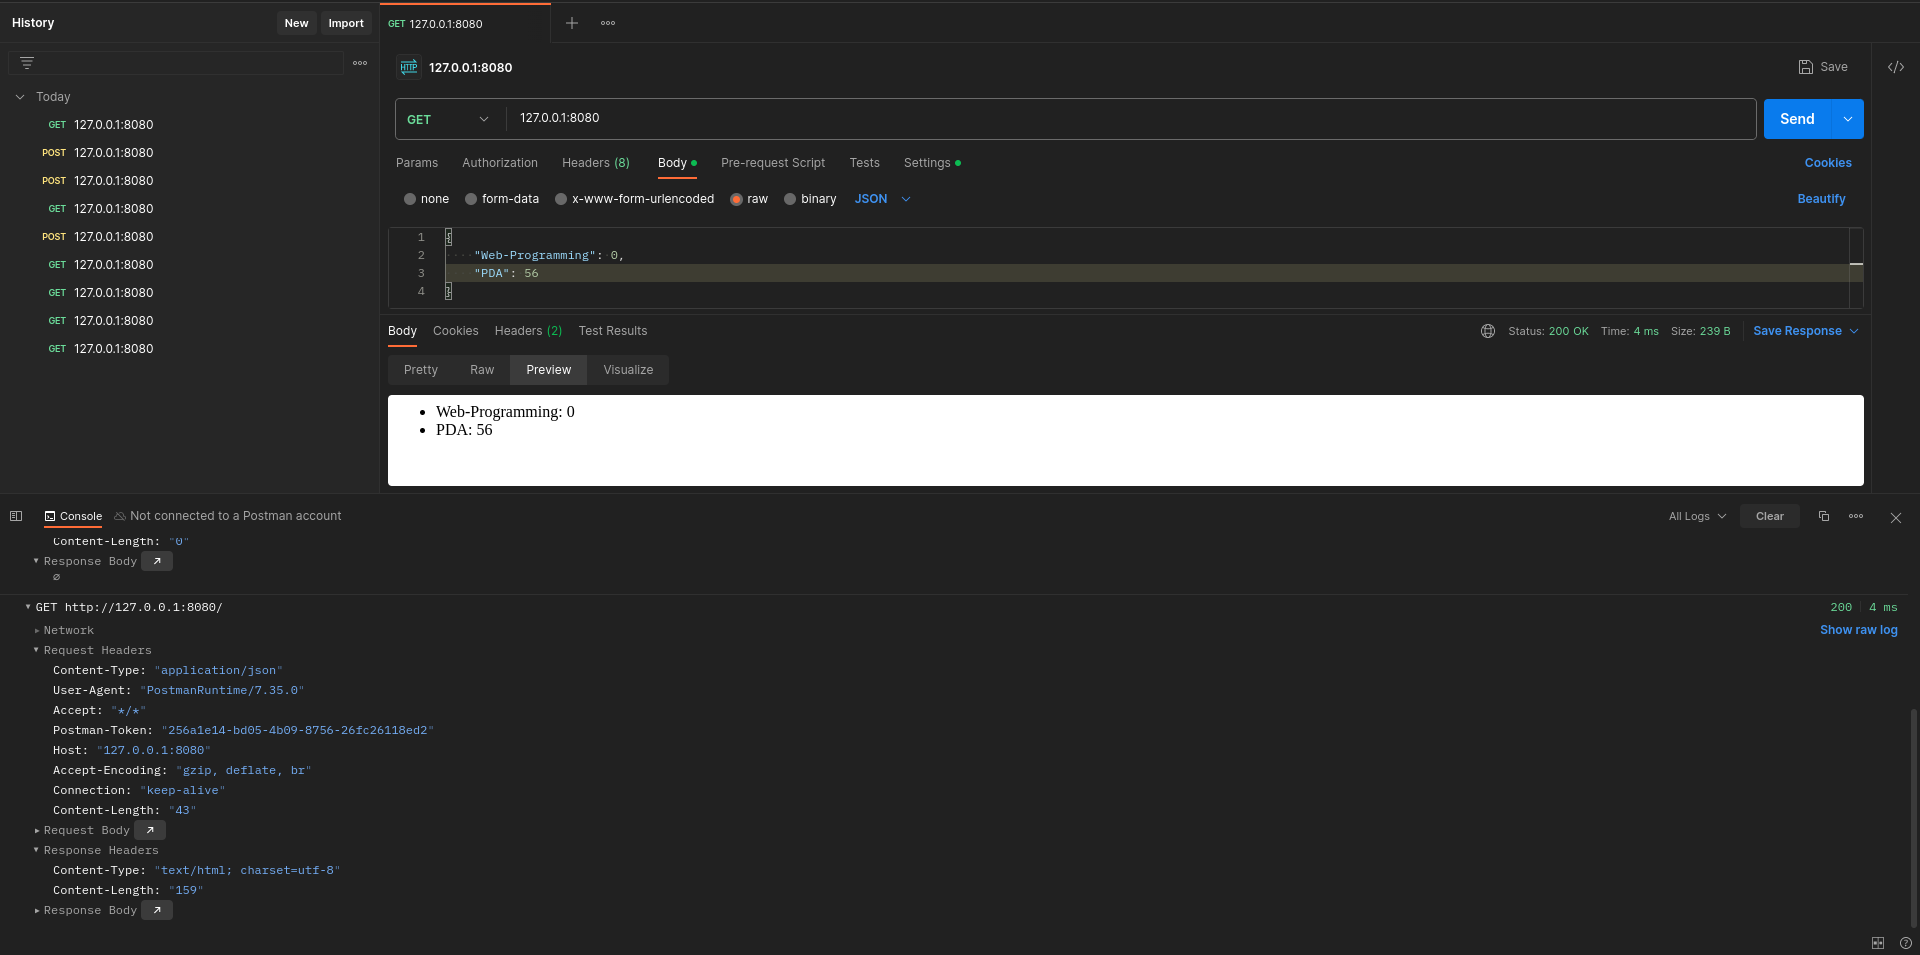 History
New
Import
Today
GET 127.0.0.1:8080
POST 127.0.0.1:8080
POST 127.0.0.1:8080
GET 127.0.0.1:8080
POST 127.0.0.1:8080
GET 127.0.0.1:8080
GET 127.0.0.1:8080
GET 127.0.0.1:8080
GET 127.0.0.1:8080
GET 127.0.0.1:8080
HTTP 127.0.0.1:8080
Save
GET 127.0.0.1:8080
Send
Params Authorization Headers (8) Body Pre-request Script Tests Settings Cookies
none form-data x-www-form-urlencoded raw binary JSON Beautify
1 {
2 "Web-Programming": 0,
3 "PDA": 56
4 }
Body Cookies Headers (2) Test Results
Status: 200 OK Time: 4 ms Size: 239 B Save Response
Pretty Raw Preview Visualize
• Web-Programming: 0
• PDA: 56
Console Not connected to a Postman account
All Logs Clear
Content-Length: "0"
Response Body
∅
GET http://127.0.0.1:8080/ 200 4 ms
Network Show raw log
Request Headers
Content-Type: "application/json"
User-Agent: "PostmanRuntime/7.35.0"
Accept: "*/*"
Postman-Token: "256a1e14-bd05-4b09-8756-26fc26118ed2"
Host: "127.0.0.1:8080"
Accept-Encoding: "gzip, deflate, br"
Connection: "keep-alive"
Content-Length: "43"
Request Body
Response Headers
Content-Type: "text/html; charset=utf-8"
Content-Length: "159"
Response Body